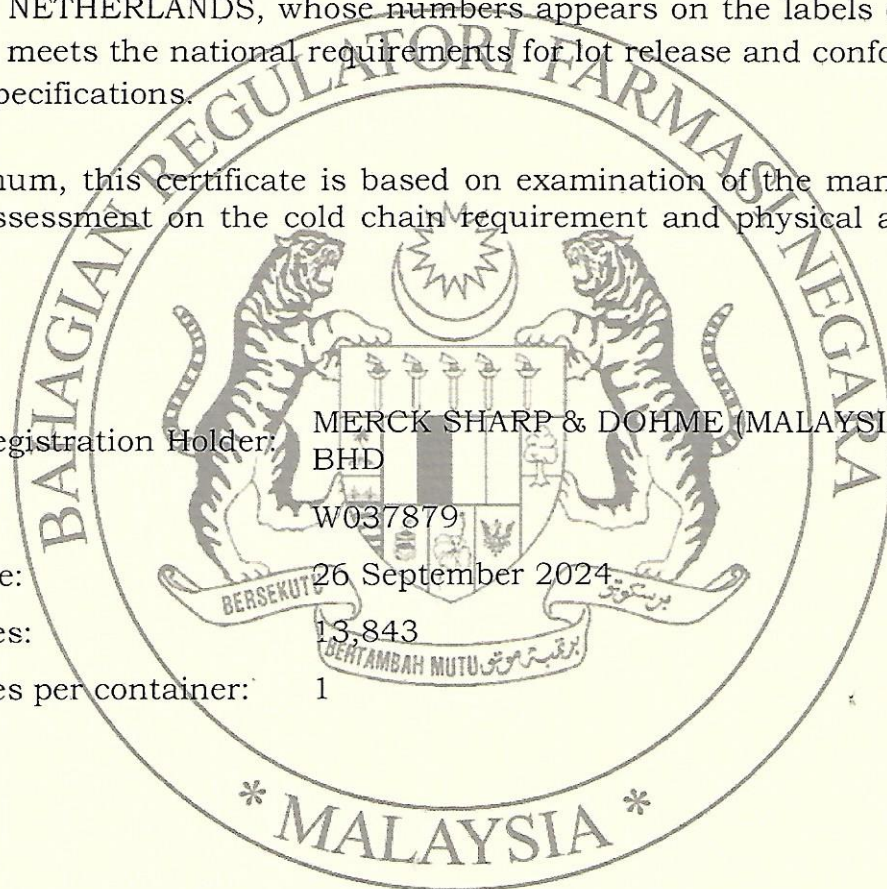 NETHERLANDS, whose numbers appears on the labels
meets the national requirements for lot release and confo
pecifications.
num, this certificate is based on examination of the man
ssessment on the cold chain requirement and physical a
egistration Holder:
MERCK SHARP & DOHME (MALAYSI
BHD
W037879
e:
26 September 2024
es:
13,843
es per container:
1
BAHAGIAN REGULATORI FARMASI NEGARA
* MALAYSIA *
BERSEKUTU
برسكوتو
BERTAMBAH MUTU برتمبه موتو